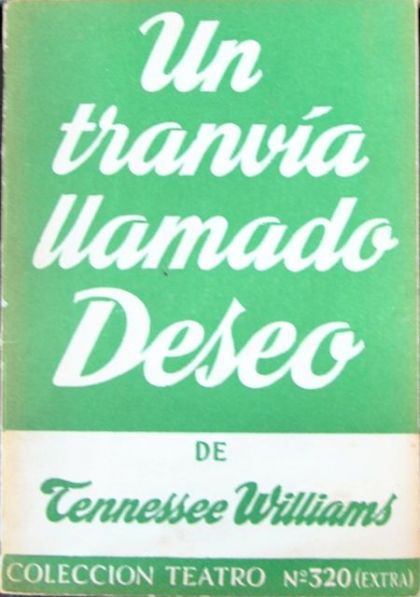 Un
tranvía
llamado
Deseo
DE
Tennessee Williams
COLECCION TEATRO Nº320 (EXTRA)